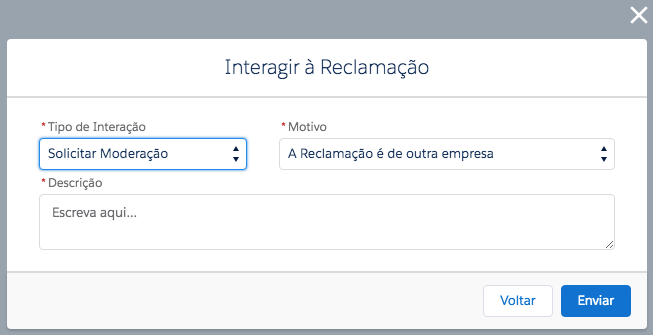 Interagir à Reclamação
* Tipo de Interação
* Motivo
Solicitar Moderação
A Reclamação é de outra empresa
* Descrição
Escreva aqui...
Voltar
Enviar